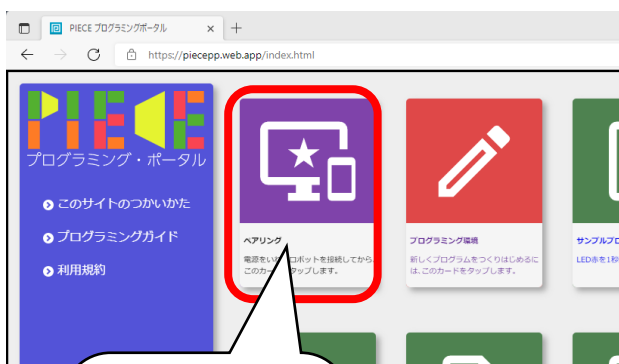 PIECE プログラミングポータル
https://piecepp.web.app/index.html
PIECE
プログラミング・ポータル
このサイトのつかいかた
プログラミングガイド
利用規約
ペアリング
電源をいれ
ロボットを接続してから、
このカー
タップします。
プログラミング環境
新しくプログラムをつくりはじめるに
は、このカードをタップします。
サンプルプロ
LED赤を1秒